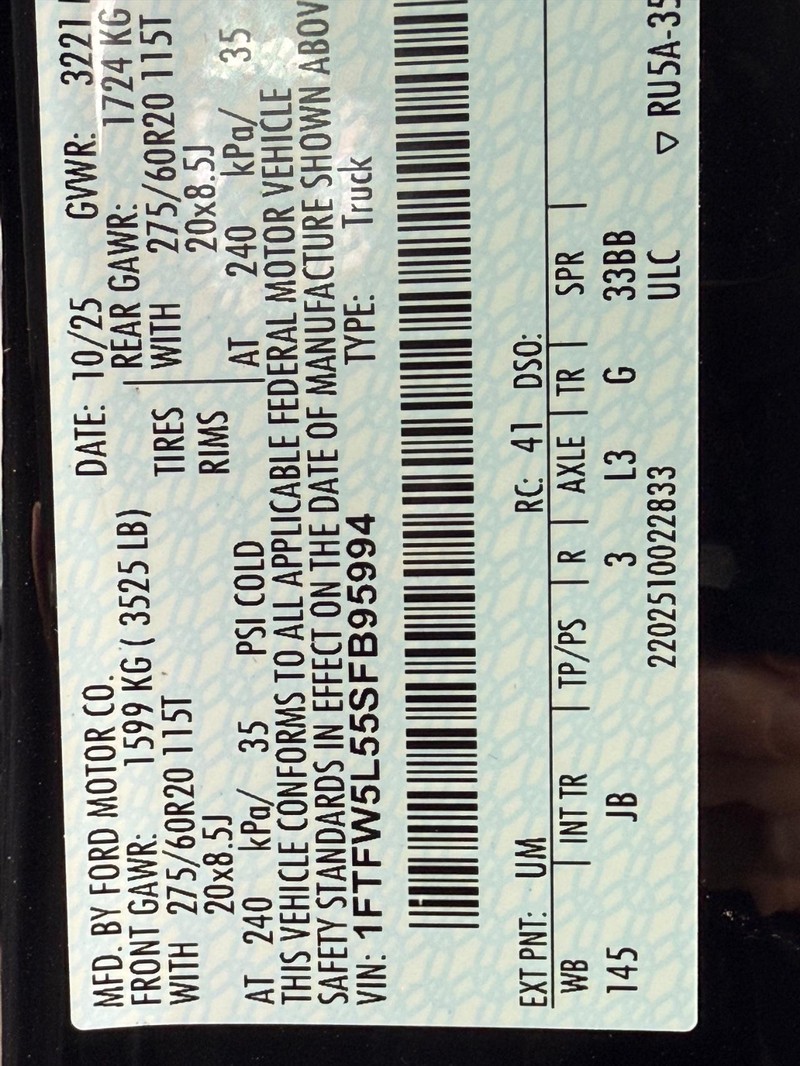 MFD. BY FORD MOTOR CO. DATE: 10/25 GVWR: 3221
FRONT GAWR: 1599 KG ( 3525 LB) REAR GAWR: 1724 KG
WITH 275/60R20 115T TIRES WITH 275/60R20 115T
20x8.5J RIMS 20x8.5J
AT 240 kPa/ 35 PSI COLD AT 240 kPa/ 35
THIS VEHICLE CONFORMS TO ALL APPLICABLE FEDERAL MOTOR VEHICLE
SAFETY STANDARDS IN EFFECT ON THE DATE OF MANUFACTURE SHOWN ABOV
VIN: 1FTFW5L55SFB95994 TYPE: Truck
EXT PNT: UM RC: 41 DSO:
WB | INT TR | TP/PS | R | AXLE | TR | SPR |
145 JB 3 L3 G 33BB
2202510022833 ULC ▽ RU5A-35